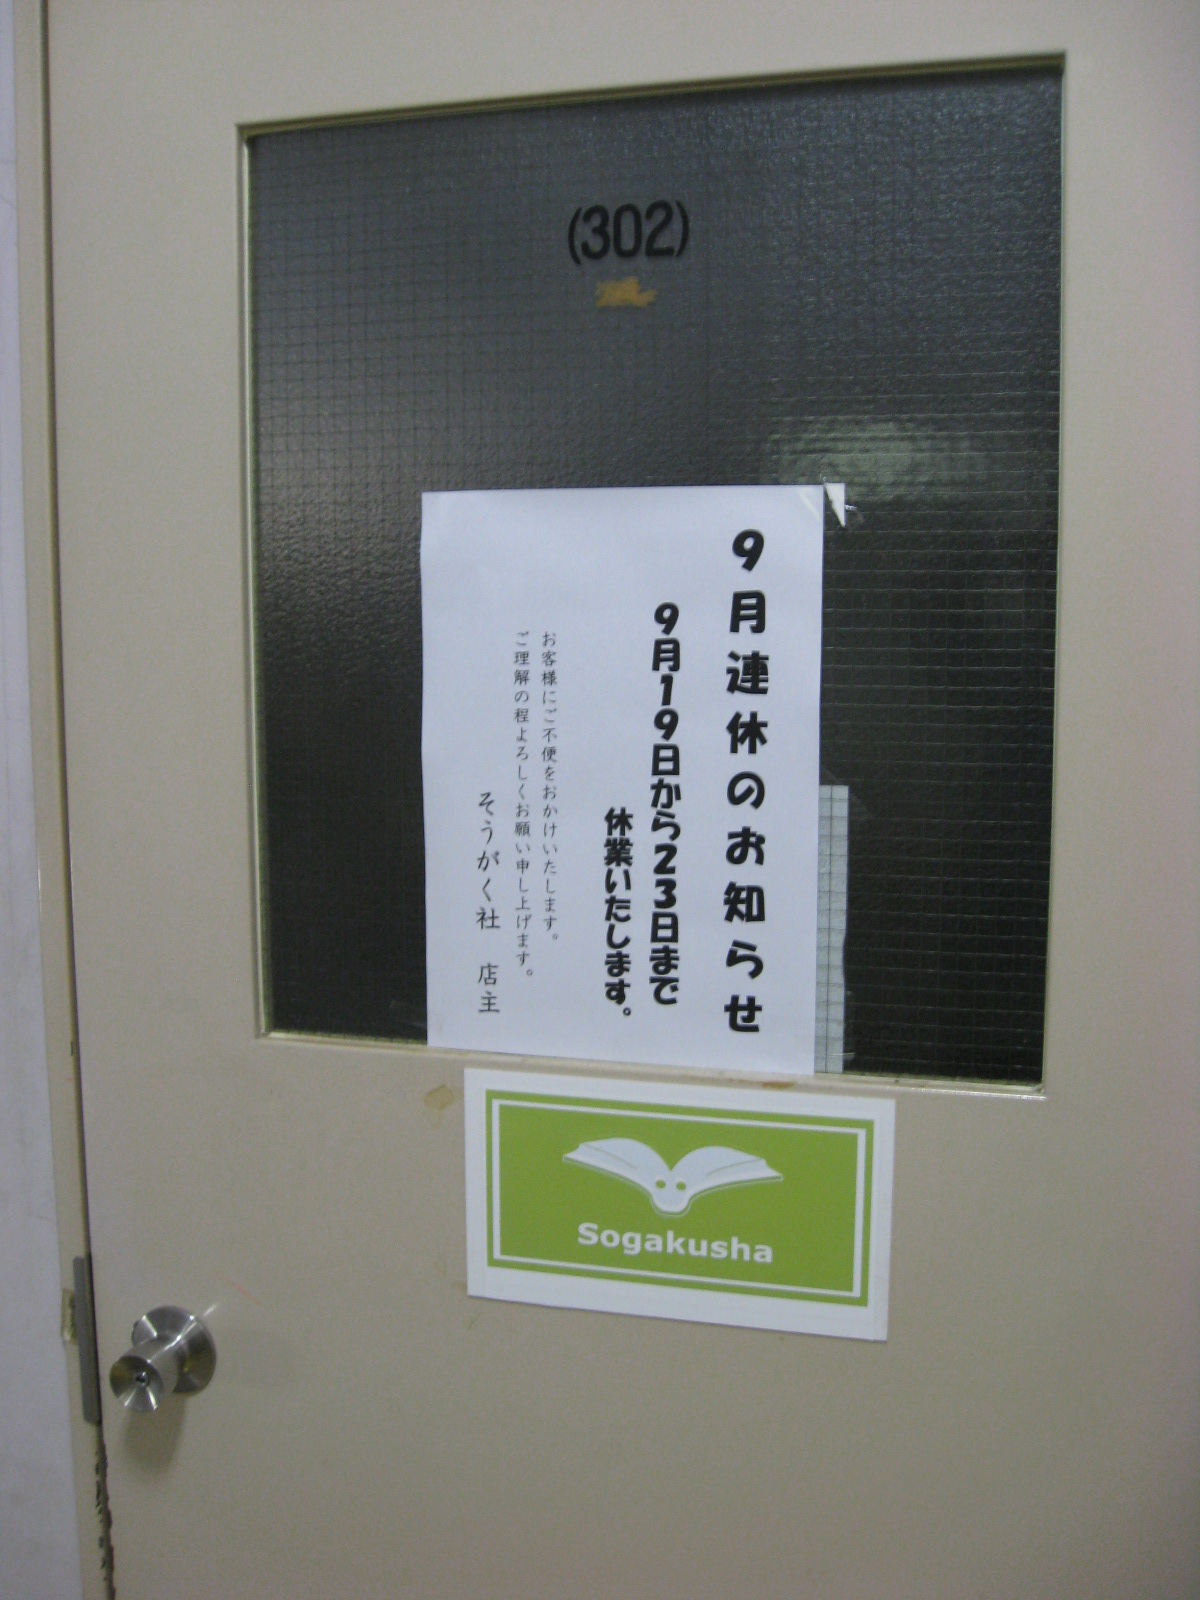 (302)
9月連休のお知らせ
9月19日から23日まで
休業いたします。
お客様にご不便をおかけいたします。
ご理解の程よろしくお願い申し上げます。
そうがく社　店主
Sogakusha